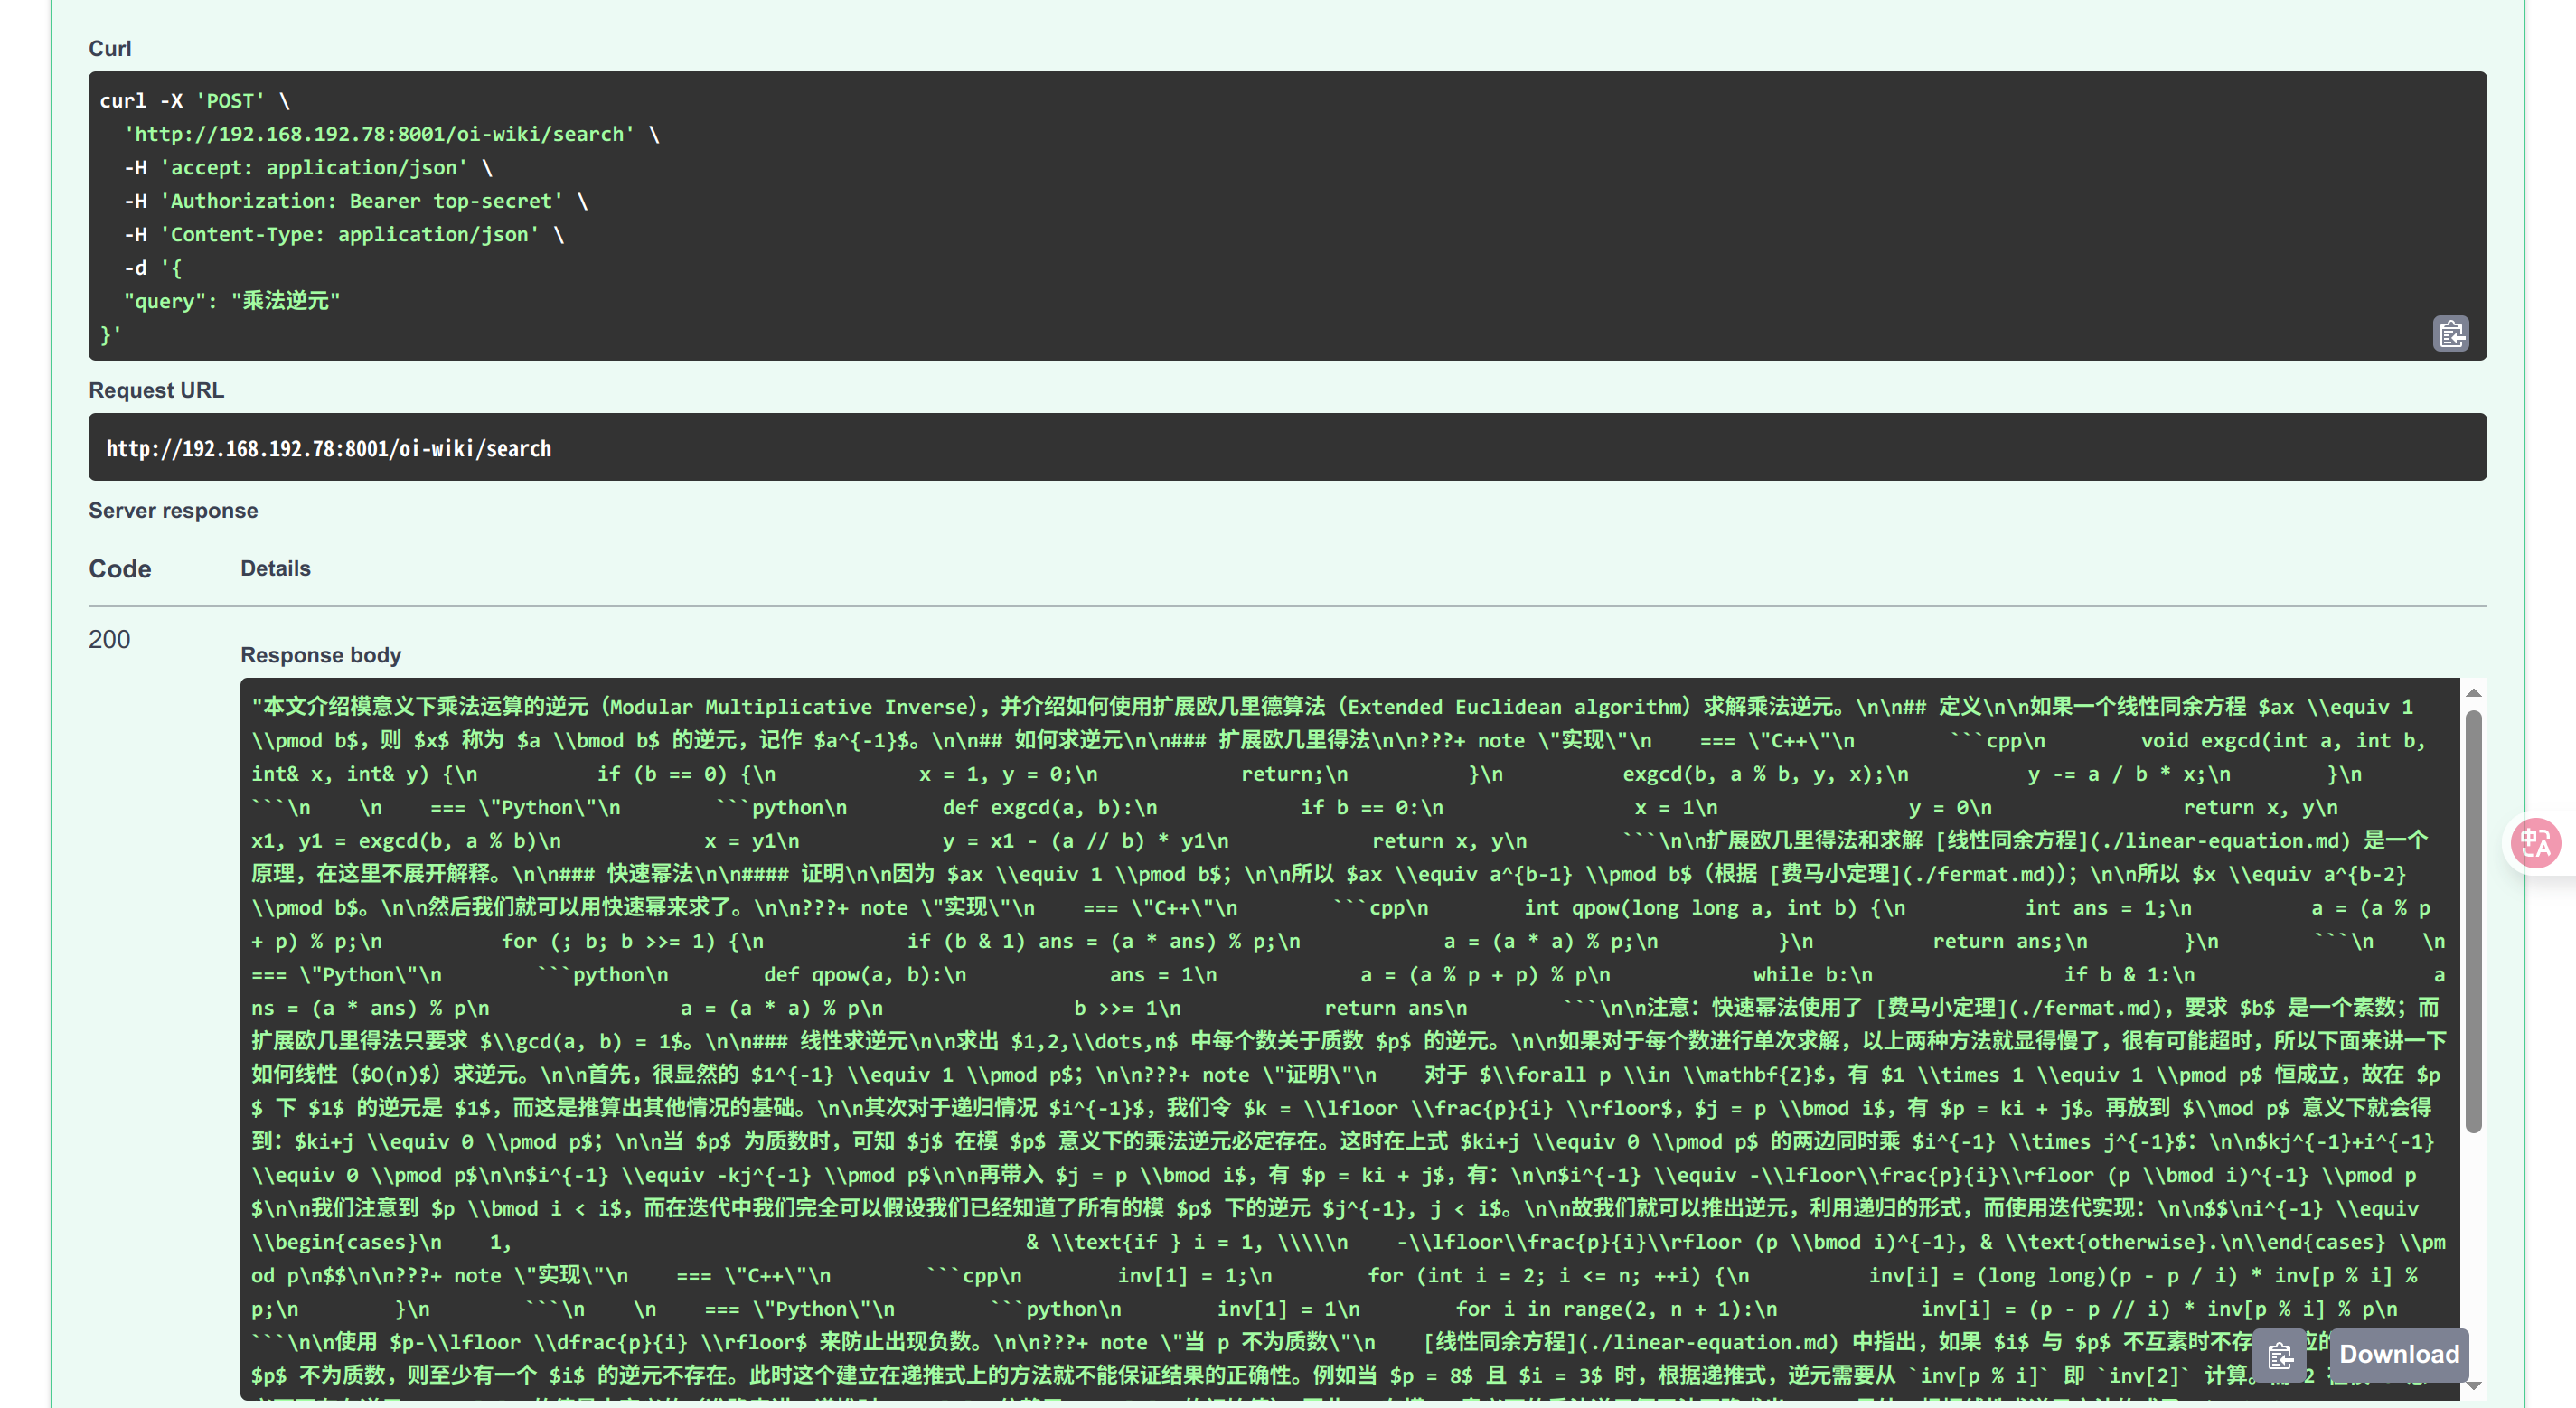 Curl
curl -X 'POST' \
'http://192.168.192.78:8001/oi-wiki/search' \
-H 'accept: application/json' \
-H 'Authorization: Bearer top-secret' \
-H 'Content-Type: application/json' \
-d '{
"query": "乘法逆元"
}'
Request URL
http://192.168.192.78:8001/oi-wiki/search
Server response
Code Details
200
Response body
"本文介绍模意义下乘法运算的逆元（Modular Multiplicative Inverse），并介绍如何使用扩展欧几里德算法（Extended Euclidean algorithm）求解乘法逆元。\n\n## 定义\n\n如果一个线性同余方程 $ax \\equiv 1
\\pmod b$，则 $x$ 称为 $a \\bmod b$ 的逆元，记作 $a^{-1}$。\n\n## 如何求逆元\n\n### 扩展欧几里得法\n\n???+ note \"实现\"\n    === \"C++\"\n        ```cpp\n        void exgcd(int a, int b,
int& x, int& y) {\n          if (b == 0) {\n            x = 1, y = 0;\n            return;\n          }\n          exgcd(b, a % b, y, x);\n          y -= a / b * x;\n        }\n
```\n    \n    === \"Python\"\n        ```python\n        def exgcd(a, b):\n            if b == 0:\n                x = 1\n                y = 0\n                return x, y\n
x1, y1 = exgcd(b, a % b)\n            x = y1\n            y = x1 - (a // b) * y1\n            return x, y\n        ```\n\n扩展欧几里得法和求解 [线性同余方程](./linear-equation.md) 是一个
原理，在这里不展开解释。\n\n### 快速幂法\n\n#### 证明\n\n因为 $ax \\equiv 1 \\pmod b$；\n\n所以 $ax \\equiv a^{b-1} \\pmod b$（根据 [费马小定理](./fermat.md)）；\n\n所以 $x \\equiv a^{b-2}
\\pmod b$。\n\n然后我们就可以用快速幂来求了。\n\n???+ note \"实现\"\n    === \"C++\"\n        ```cpp\n        int qpow(long long a, int b) {\n          int ans = 1;\n          a = (a % p
+ p) % p;\n          for (; b; b >>= 1) {\n            if (b & 1) ans = (a * ans) % p;\n            a = (a * a) % p;\n          }\n          return ans;\n        }\n        ```\n    \n
=== \"Python\"\n        ```python\n        def qpow(a, b):\n            ans = 1\n            a = (a % p + p) % p\n            while b:\n                if b & 1:\n                    a
ns = (a * ans) % p\n                a = (a * a) % p\n                b >>= 1\n            return ans\n        ```\n\n注意：快速幂法使用了 [费马小定理](./fermat.md)，要求 $b$ 是一个素数；而
扩展欧几里得法只要求 $\\gcd(a, b) = 1$。\n\n### 线性求逆元\n\n求出 $1,2,\\dots,n$ 中每个数关于质数 $p$ 的逆元。\n\n如果对于每个数进行单次求解，以上两种方法就显得慢了，很有可能超时，所以下面来讲一下
如何线性（$O(n)$）求逆元。\n\n首先，很显然的 $1^{-1} \\equiv 1 \\pmod p$；\n\n???+ note \"证明\"\n    对于 $\\forall p \\in \\mathbf{Z}$，有 $1 \\times 1 \\equiv 1 \\pmod p$ 恒成立，故在 $p
$ 下 $1$ 的逆元是 $1$，而这是推算出其他情况的基础。\n\n其次对于递归情况 $i^{-1}$，我们令 $k = \\lfloor \\frac{p}{i} \\rfloor$，$j = p \\bmod i$，有 $p = ki + j$。再放到 $\\mod p$ 意义下就会得
到：$ki+j \\equiv 0 \\pmod p$；\n\n当 $p$ 为质数时，可知 $j$ 在模 $p$ 意义下的乘法逆元必定存在。这时在上式 $ki+j \\equiv 0 \\pmod p$ 的两边同时乘 $i^{-1} \\times j^{-1}$：\n\n$kj^{-1}+i^{-1}
\\equiv 0 \\pmod p$\n\n$i^{-1} \\equiv -kj^{-1} \\pmod p$\n\n再带入 $j = p \\bmod i$，有 $p = ki + j$，有：\n\n$i^{-1} \\equiv -\\lfloor\\frac{p}{i}\\rfloor (p \\bmod i)^{-1} \\pmod p
$\n\n我们注意到 $p \\bmod i < i$，而在迭代中我们完全可以假设我们已经知道了所有的模 $p$ 下的逆元 $j^{-1}, j < i$。\n\n故我们就可以推出逆元，利用递归的形式，而使用迭代实现：\n\n$$\ni^{-1} \\equiv
\\begin{cases}\n    1,                                           & \\text{if } i = 1, \\\\\n    -\\lfloor\\frac{p}{i}\\rfloor (p \\bmod i)^{-1}, & \\text{otherwise}.\n\\end{cases} \\pm
od p\n$$\n\n???+ note \"实现\"\n    === \"C++\"\n        ```cpp\n        inv[1] = 1;\n        for (int i = 2; i <= n; ++i) {\n          inv[i] = (long long)(p - p / i) * inv[p % i] %
p;\n        }\n        ```\n    \n    === \"Python\"\n        ```python\n        inv[1] = 1\n        for i in range(2, n + 1):\n            inv[i] = (p - p // i) * inv[p % i] % p\n
```\n\n使用 $p-\\lfloor \\dfrac{p}{i} \\rfloor$ 来防止出现负数。\n\n???+ note \"当 p 不为质数\"\n    [线性同余方程](./linear-equation.md) 中指出，如果 $i$ 与 $p$ 不互素时不存
$p$ 不为质数，则至少有一个 $i$ 的逆元不存在。此时这个建立在递推式上的方法就不能保证结果的正确性。例如当 $p = 8$ 且 $i = 3$ 时，根据递推式，逆元需要从 `inv[p % i]` 即 `inv[2]` 计算。
Download